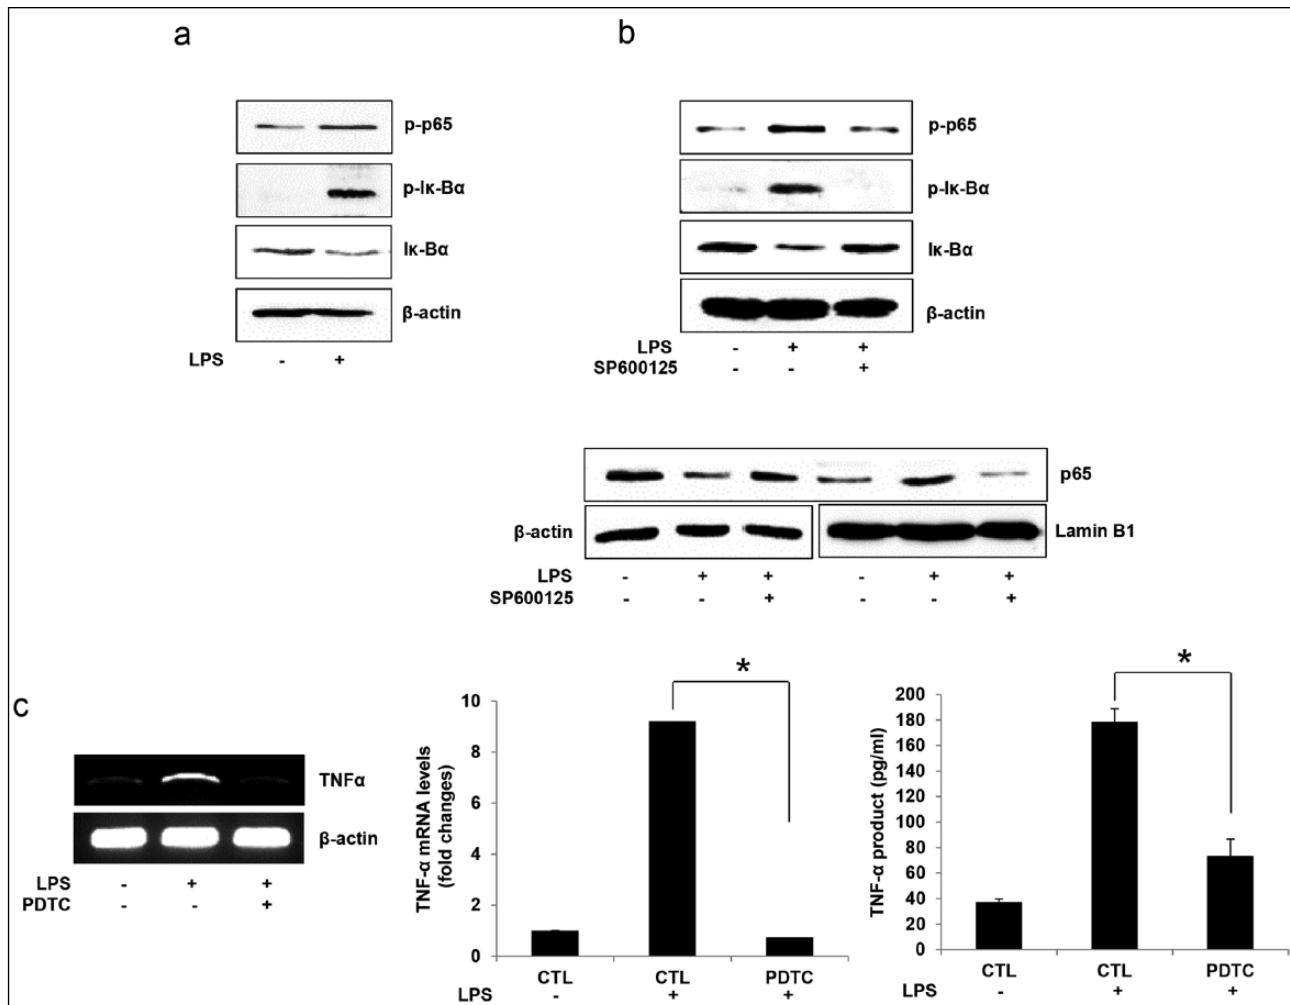 a
p-p65
p-Iκ-Bα
Iκ-Bα
β-actin
LPS - +
b
p-p65
p-Iκ-Bα
Iκ-Bα
β-actin
LPS - + +
SP600125 - - +
p65
β-actin
Lamin B1
LPS - + + - + +
SP600125 - - + - - +
c
TNFα
β-actin
LPS - + +
PDTC - - +
*
TNF-α mRNA levels
(fold changes)
10
8
6
4
2
0
CTL CTL PDTC
LPS - + +
*
TNF-α product (pg/ml)
200
180
160
140
120
100
80
60
40
20
0
CTL CTL PDTC
LPS - + +